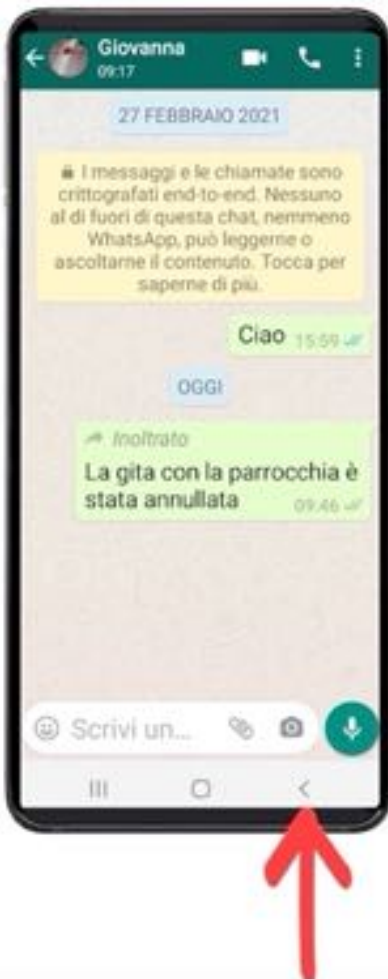 Giovanna
09:17
27 FEBBRAIO 2021
I messaggi e le chiamate sono
crittografati end-to-end. Nessuno
al di fuori di questa chat, nemmeno
WhatsApp, può leggerne o
ascoltarne il contenuto. Tocca per
saperne di più.
Ciao 15:59
OGGI
Inoltrato
La gita con la parrocchia è
stata annullata 09:46
Scrivi un...